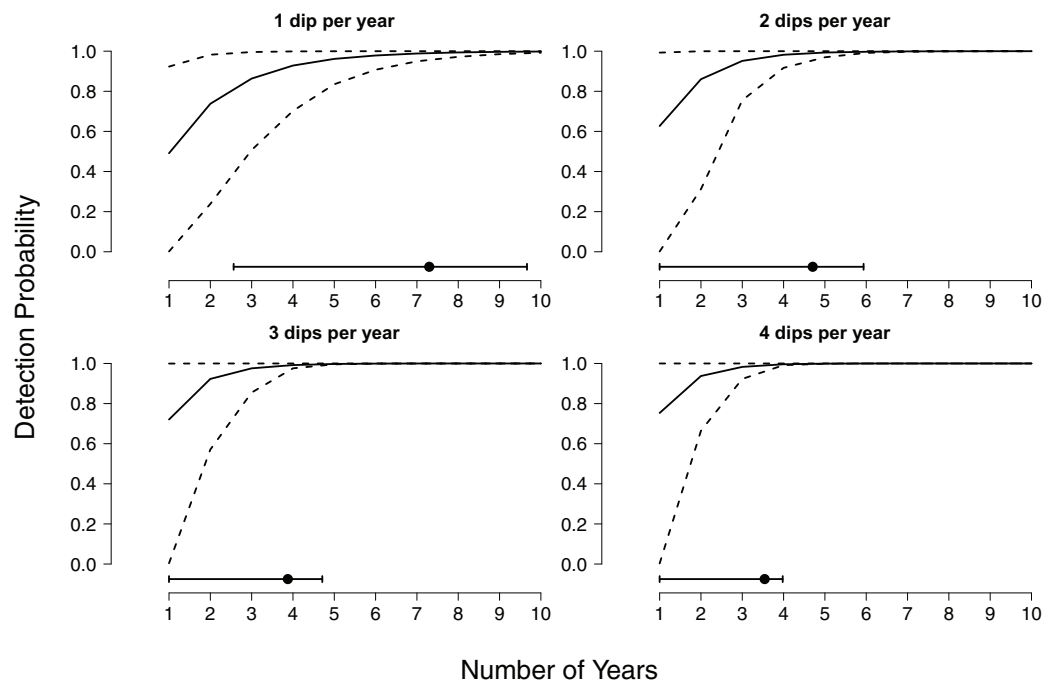 1 dip per year
2 dips per year
1.0
0.8
0.6
0.4
0.2
0.0
1 2 3 4 5 6 7 8 9 10
1.0
0.8
0.6
0.4
0.2
0.0
1 2 3 4 5 6 7 8 9 10
3 dips per year
4 dips per year
1.0
0.8
0.6
0.4
0.2
0.0
1 2 3 4 5 6 7 8 9 10
1.0
0.8
0.6
0.4
0.2
0.0
1 2 3 4 5 6 7 8 9 10
Detection Probability
Number of Years